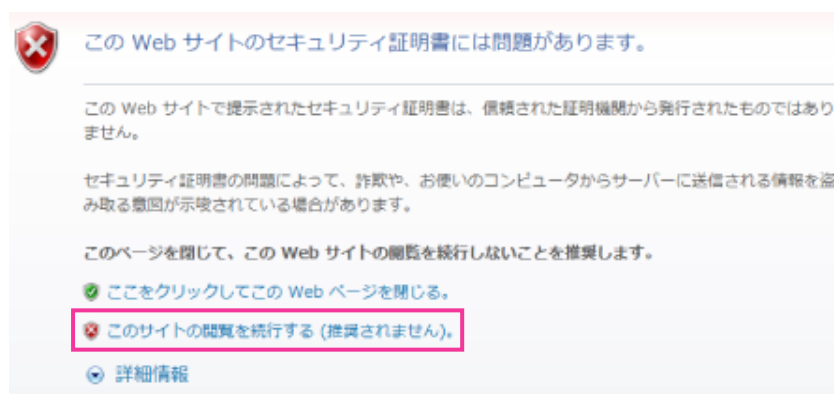 この Web サイトのセキュリティ証明書には問題があります。
この Web サイトで提示されたセキュリティ証明書は、信頼された証明機関から発行されたものではあり
ません。
セキュリティ証明書の問題によって、詐欺や、お使いのコンピュータからサーバーに送信される情報を盗
み取る意図が示唆されている場合があります。
このページを閉じて、この Web サイトの閲覧を続行しないことを推奨します。
ここをクリックしてこの Web ページを閉じる。
このサイトの閲覧を続行する (推奨されません)。
詳細情報